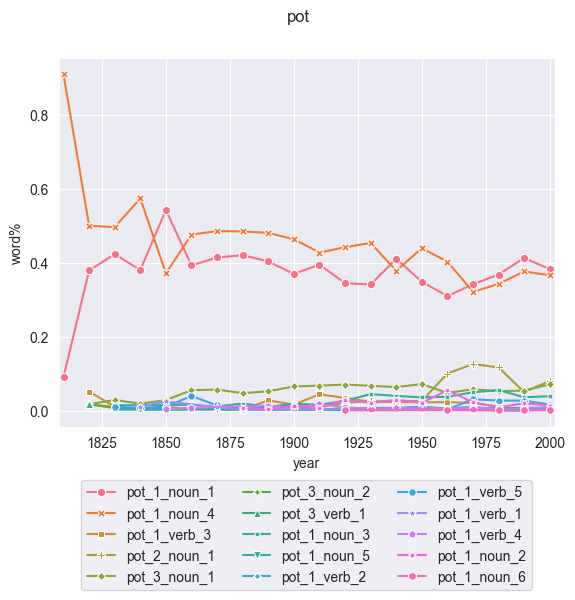 pot
0.8
0.6
0.4
0.2
0.0
word%
1825 1850 1875 1900 1925 1950 1975 2000
year
pot_1_noun_1 pot_3_noun_2 pot_1_verb_5
pot_1_noun_4 pot_3_verb_1 pot_1_verb_1
pot_1_verb_3 pot_1_noun_3 pot_1_verb_4
pot_2_noun_1 pot_1_noun_5 pot_1_noun_2
pot_3_noun_1 pot_1_verb_2 pot_1_noun_6